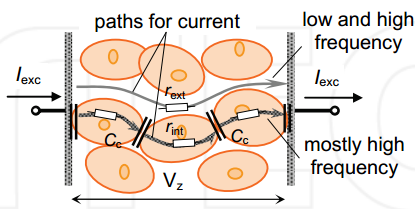 paths for current
low and high
frequency
I_exc
I_exc
r_ext
r_int
C_c
C_c
mostly high
frequency
V_z